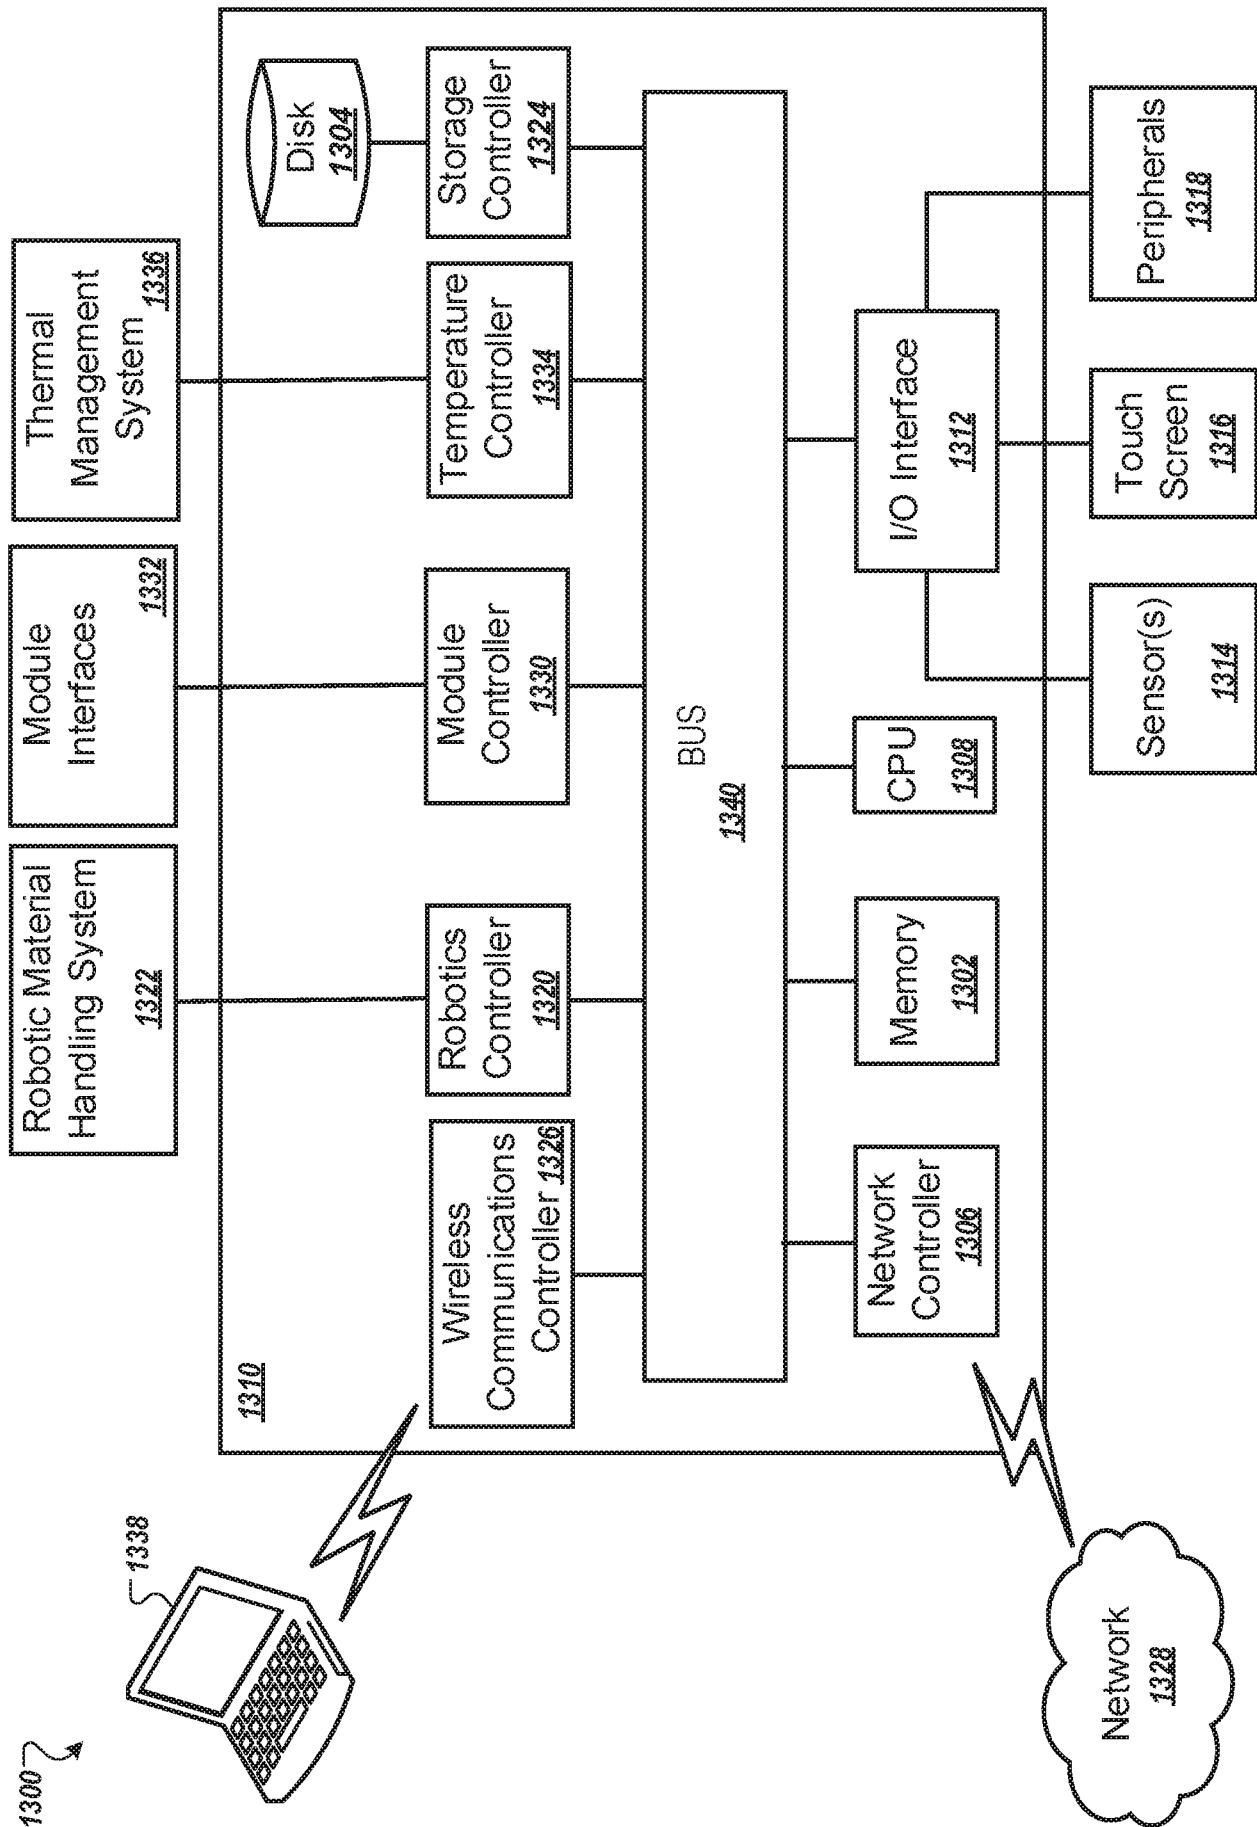 1300
1338
Robotic Material
Handling System
1322
Module
Interfaces
1332
Thermal
Management
System
1336
1310
Wireless
Communications
Controller 1326
Robotics
Controller
1320
Module
Controller
1330
Temperature
Controller
1334
Storage
Controller
1324
Disk
1304
BUS
1340
Network
Controller
1306
Memory
1302
CPU
1308
I/O Interface
1312
Network
1328
Sensor(s)
1314
Touch
Screen
1316
Peripherals
1318